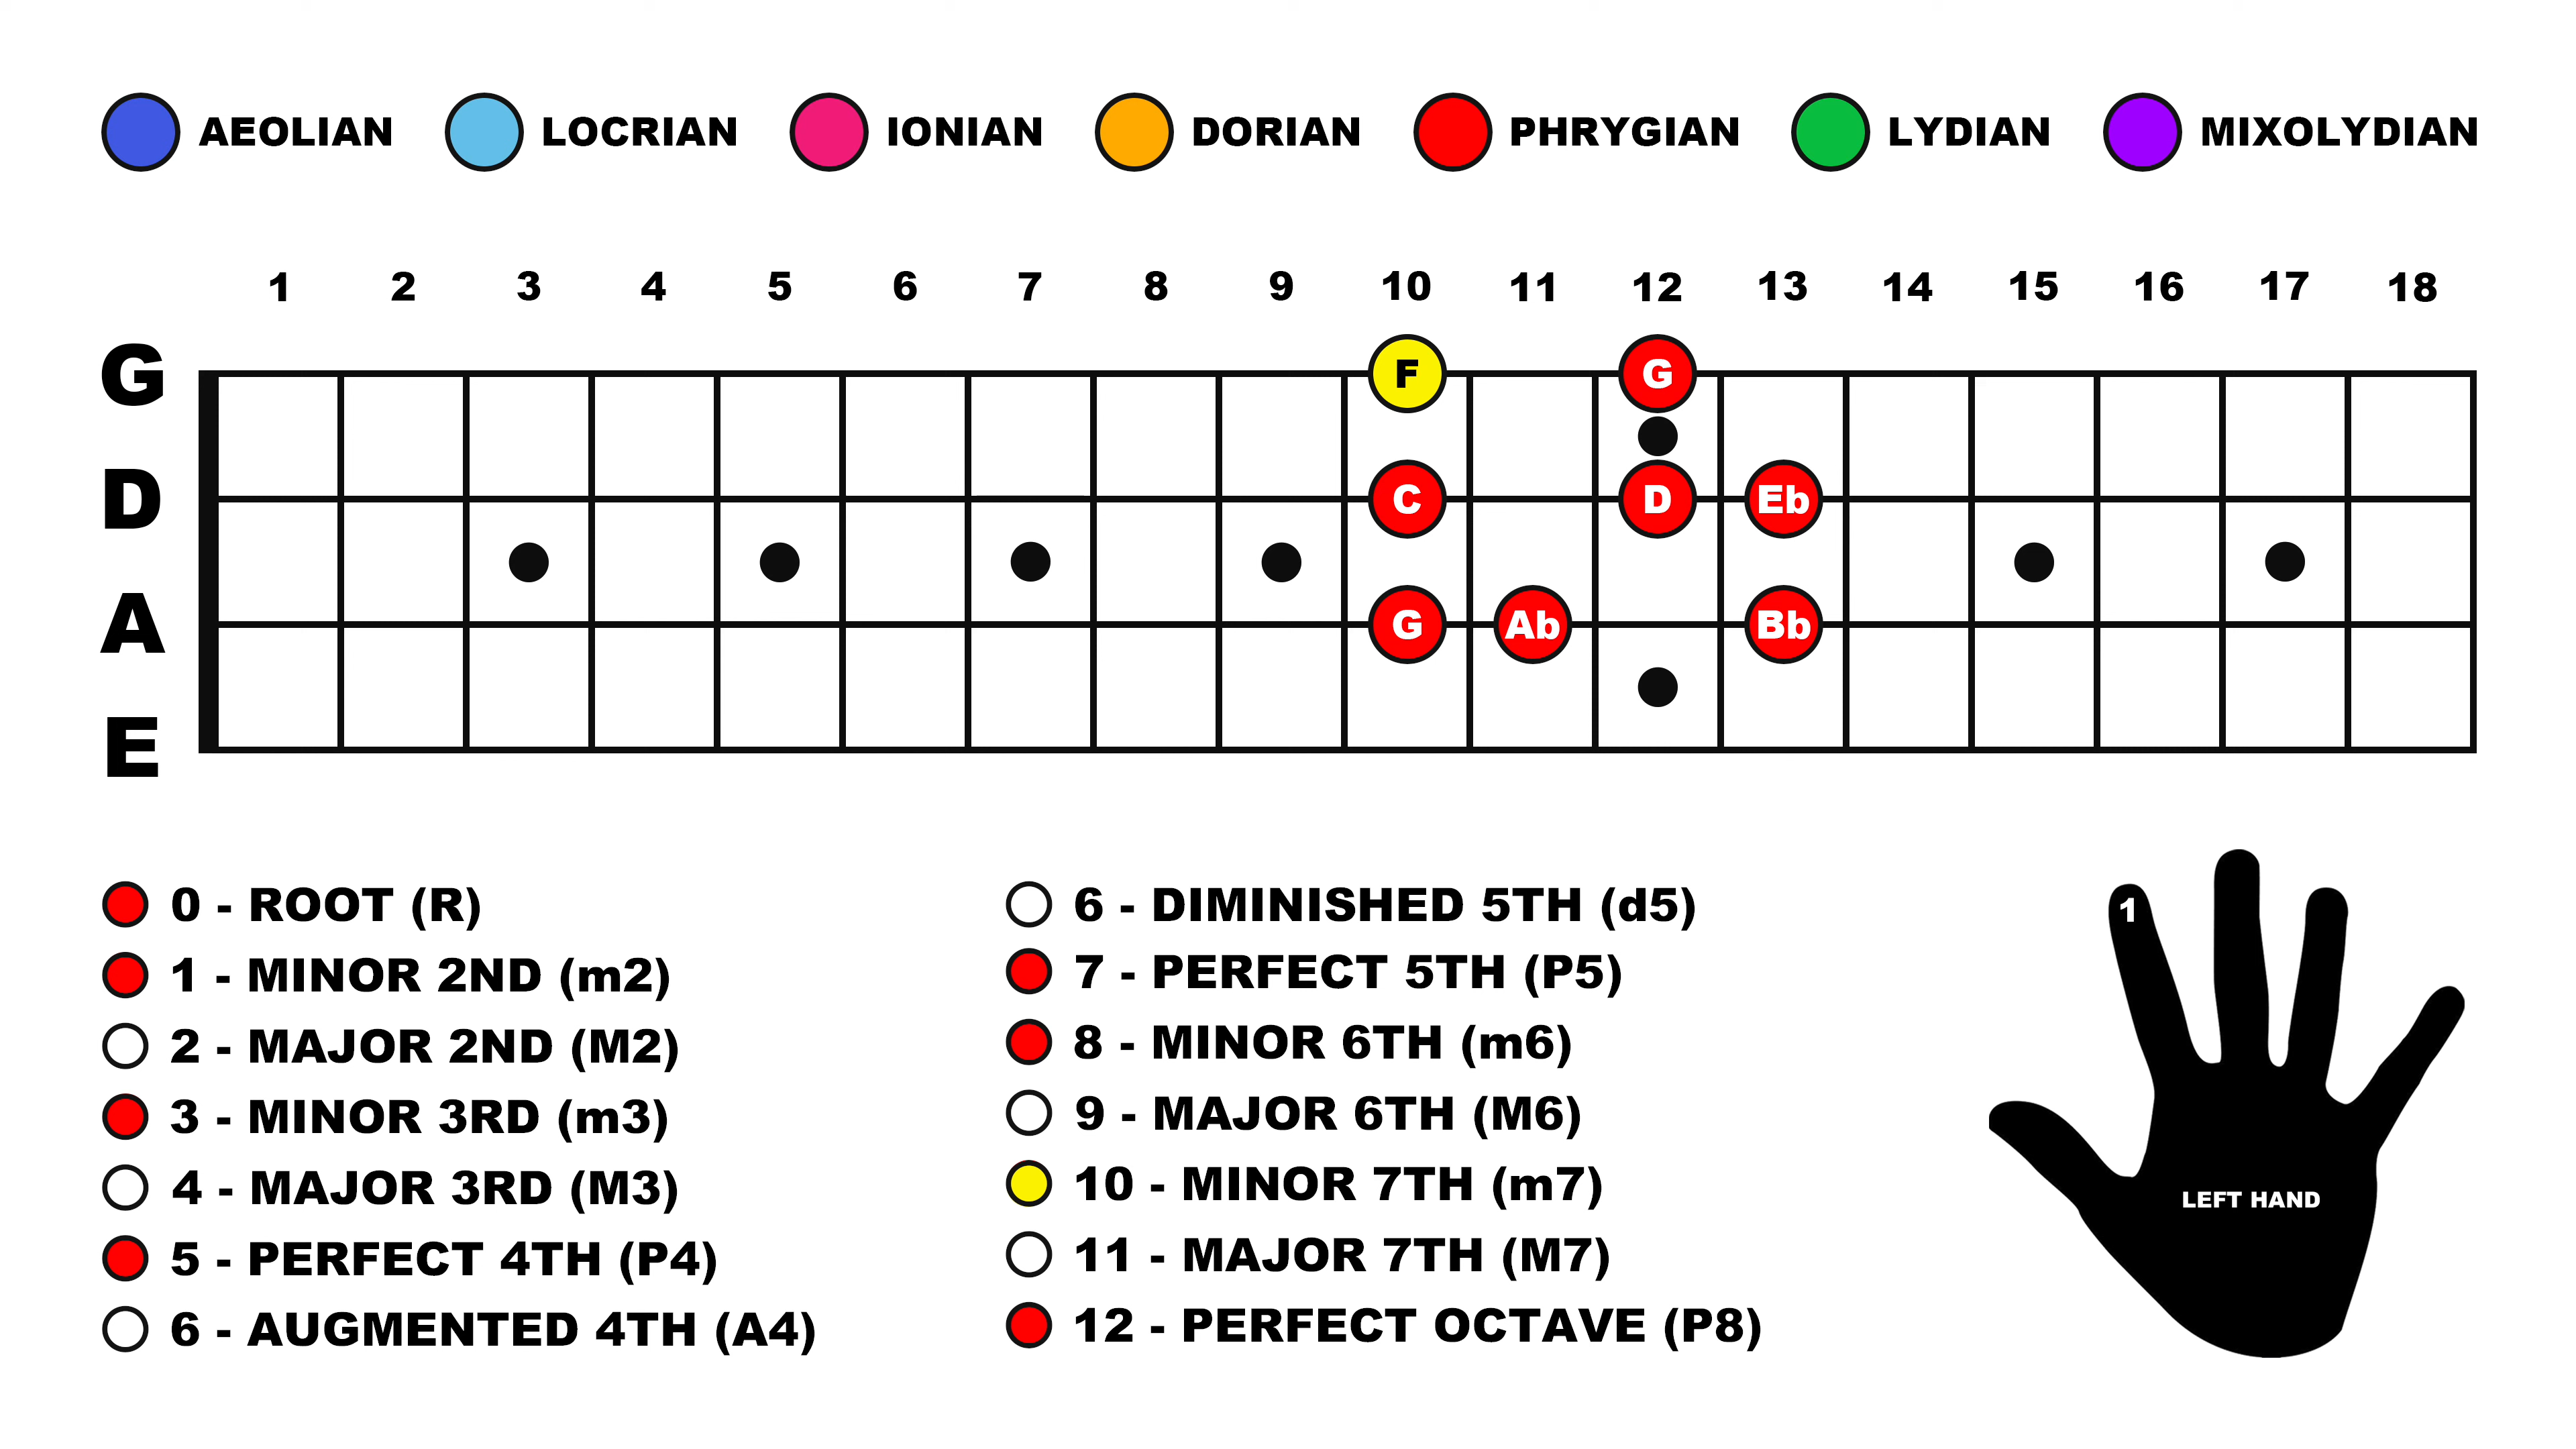 AEOLIAN LOCRIAN IONIAN DORIAN PHRYGIAN LYDIAN MIXOLYDIAN
1 2 3 4 5 6 7 8 9 10 11 12 13 14 15 16 17 18
G F G
D C D Eb
A G Ab Bb
E
0 - ROOT (R)
1 - MINOR 2ND (m2)
2 - MAJOR 2ND (M2)
3 - MINOR 3RD (m3)
4 - MAJOR 3RD (M3)
5 - PERFECT 4TH (P4)
6 - AUGMENTED 4TH (A4)
6 - DIMINISHED 5TH (d5)
7 - PERFECT 5TH (P5)
8 - MINOR 6TH (m6)
9 - MAJOR 6TH (M6)
10 - MINOR 7TH (m7)
11 - MAJOR 7TH (M7)
12 - PERFECT OCTAVE (P8)
1
LEFT HAND